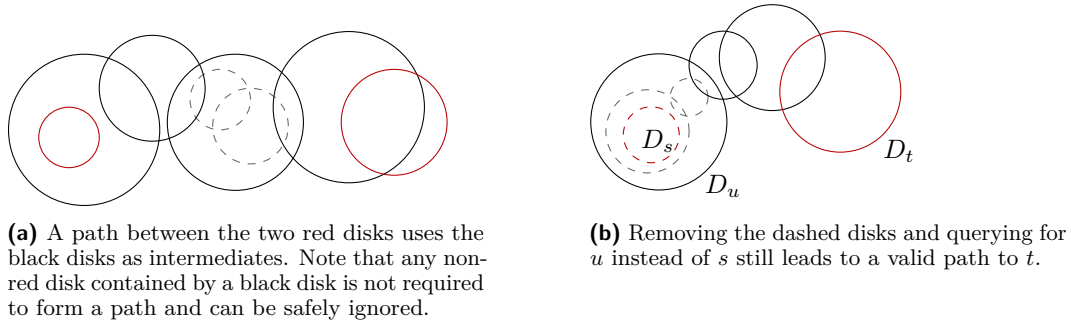 D_s
D_t
D_u
(a) A path between the two red disks uses the
black disks as intermediates. Note that any non-
red disk contained by a black disk is not required
to form a path and can be safely ignored.
(b) Removing the dashed disks and querying for
u instead of s still leads to a valid path to t.